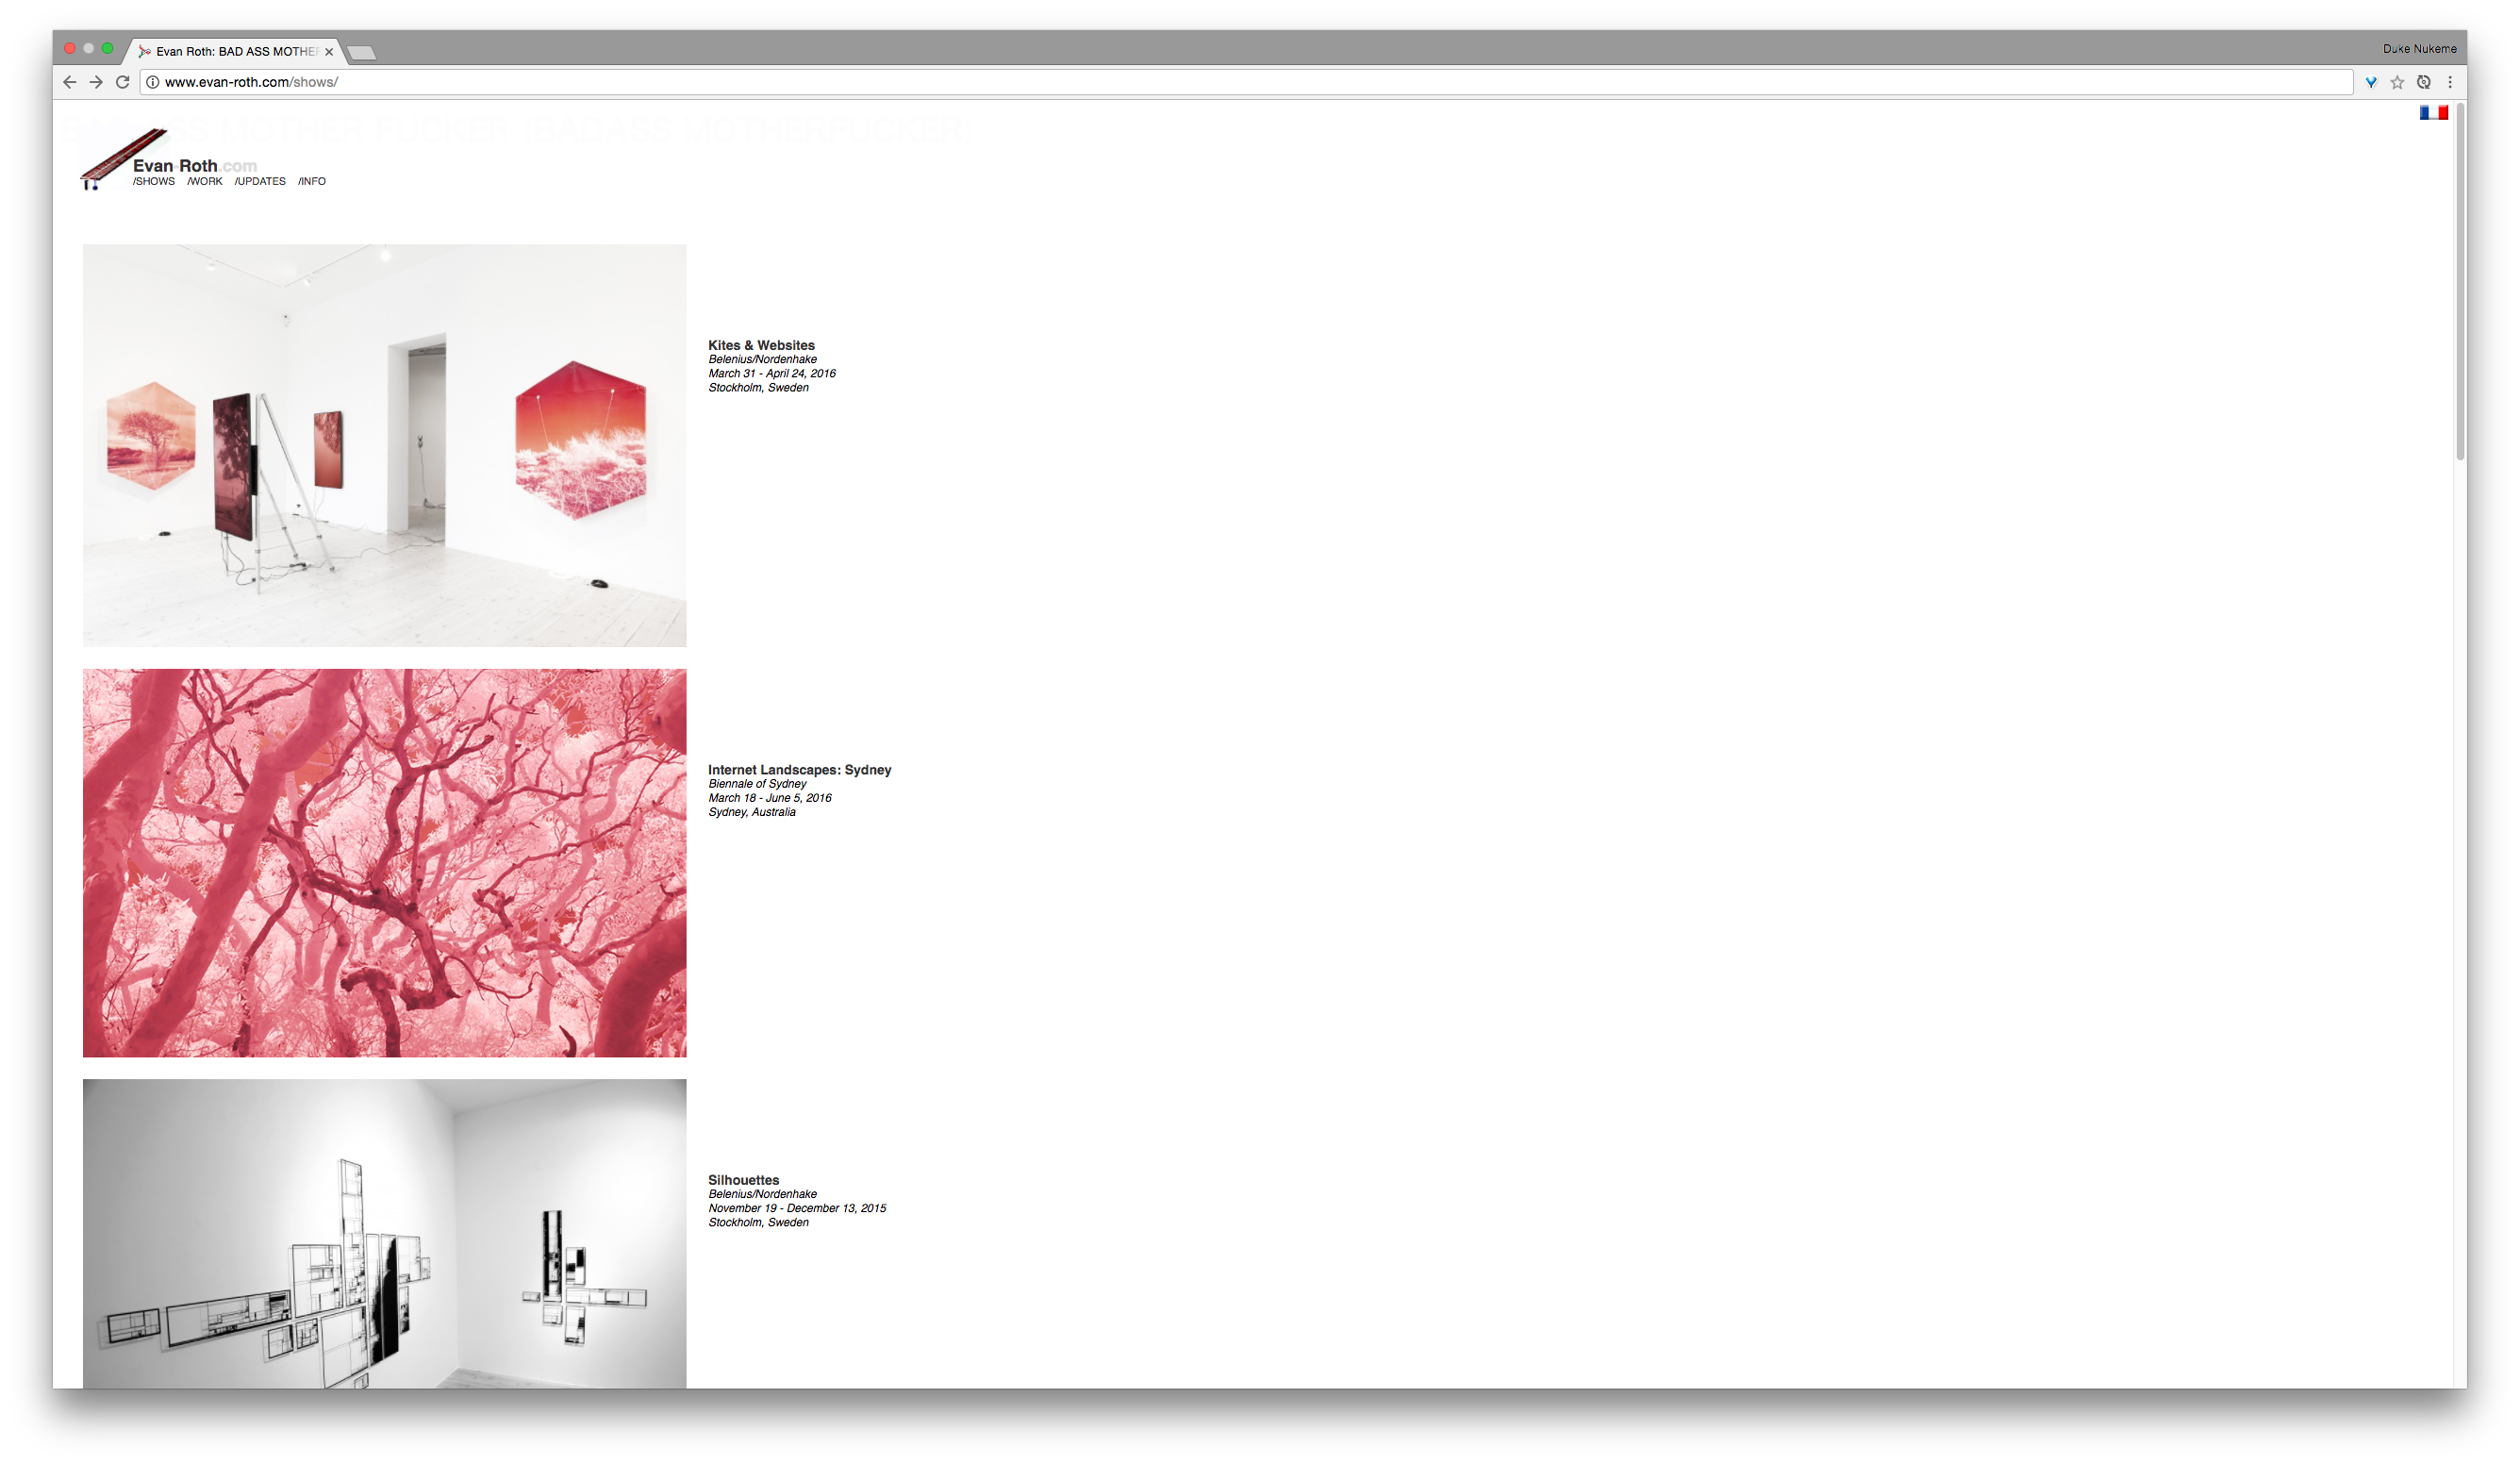 Evan Roth: BAD ASS MOTHER
Duke Nukeme
www.evan-roth.com/shows/
BAD ASS MOTHER FUCKER (BAD ASS MOTHERFUCKER)
Evan-Roth.com
/SHOWS /WORK /UPDATES /INFO
Kites & Websites
Belenius/Nordenhake
March 31 - April 24, 2016
Stockholm, Sweden
Internet Landscapes: Sydney
Biennale of Sydney
March 18 - June 5, 2016
Sydney, Australia
Silhouettes
Belenius/Nordenhake
November 19 - December 13, 2015
Stockholm, Sweden